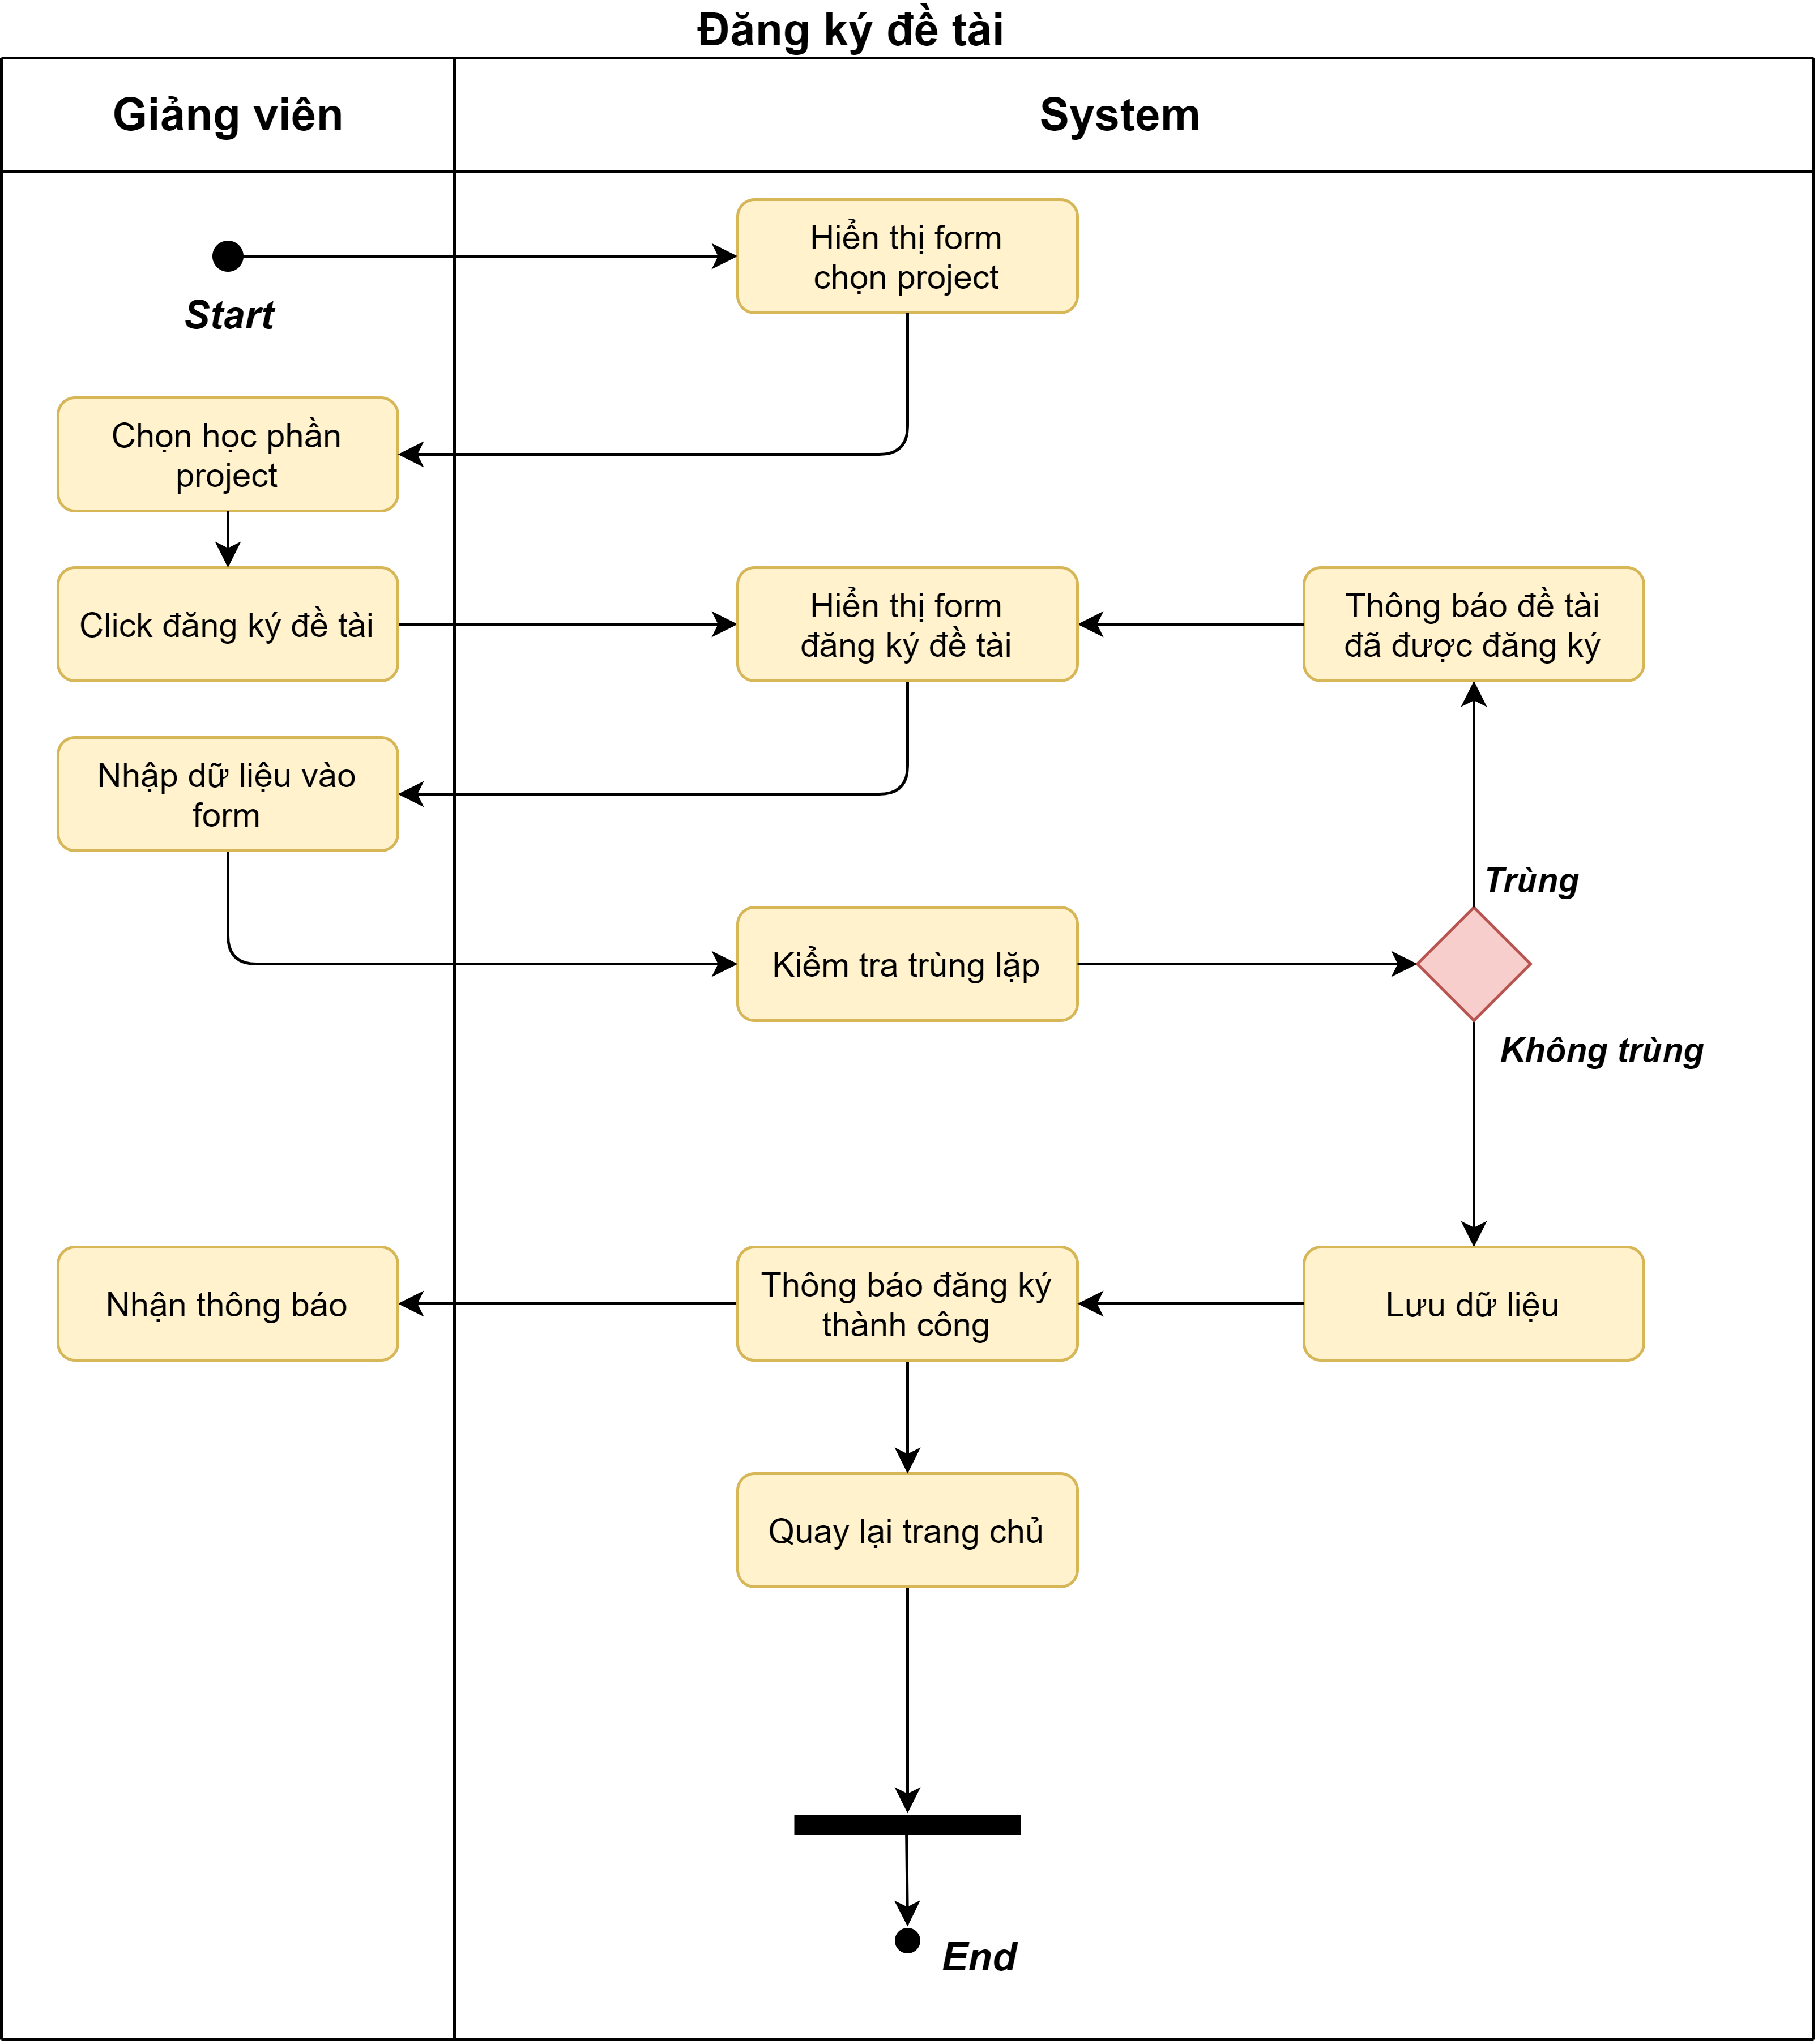 Đăng ký đề tài
Giảng viên
System
Start
Hiển thị form
chọn project
Chọn học phần
project
Click đăng ký đề tài
Hiển thị form
đăng ký đề tài
Thông báo đề tài
đã được đăng ký
Nhập dữ liệu vào
form
Trùng
Kiểm tra trùng lặp
Không trùng
Nhận thông báo
Thông báo đăng ký
thành công
Lưu dữ liệu
Quay lại trang chủ
End